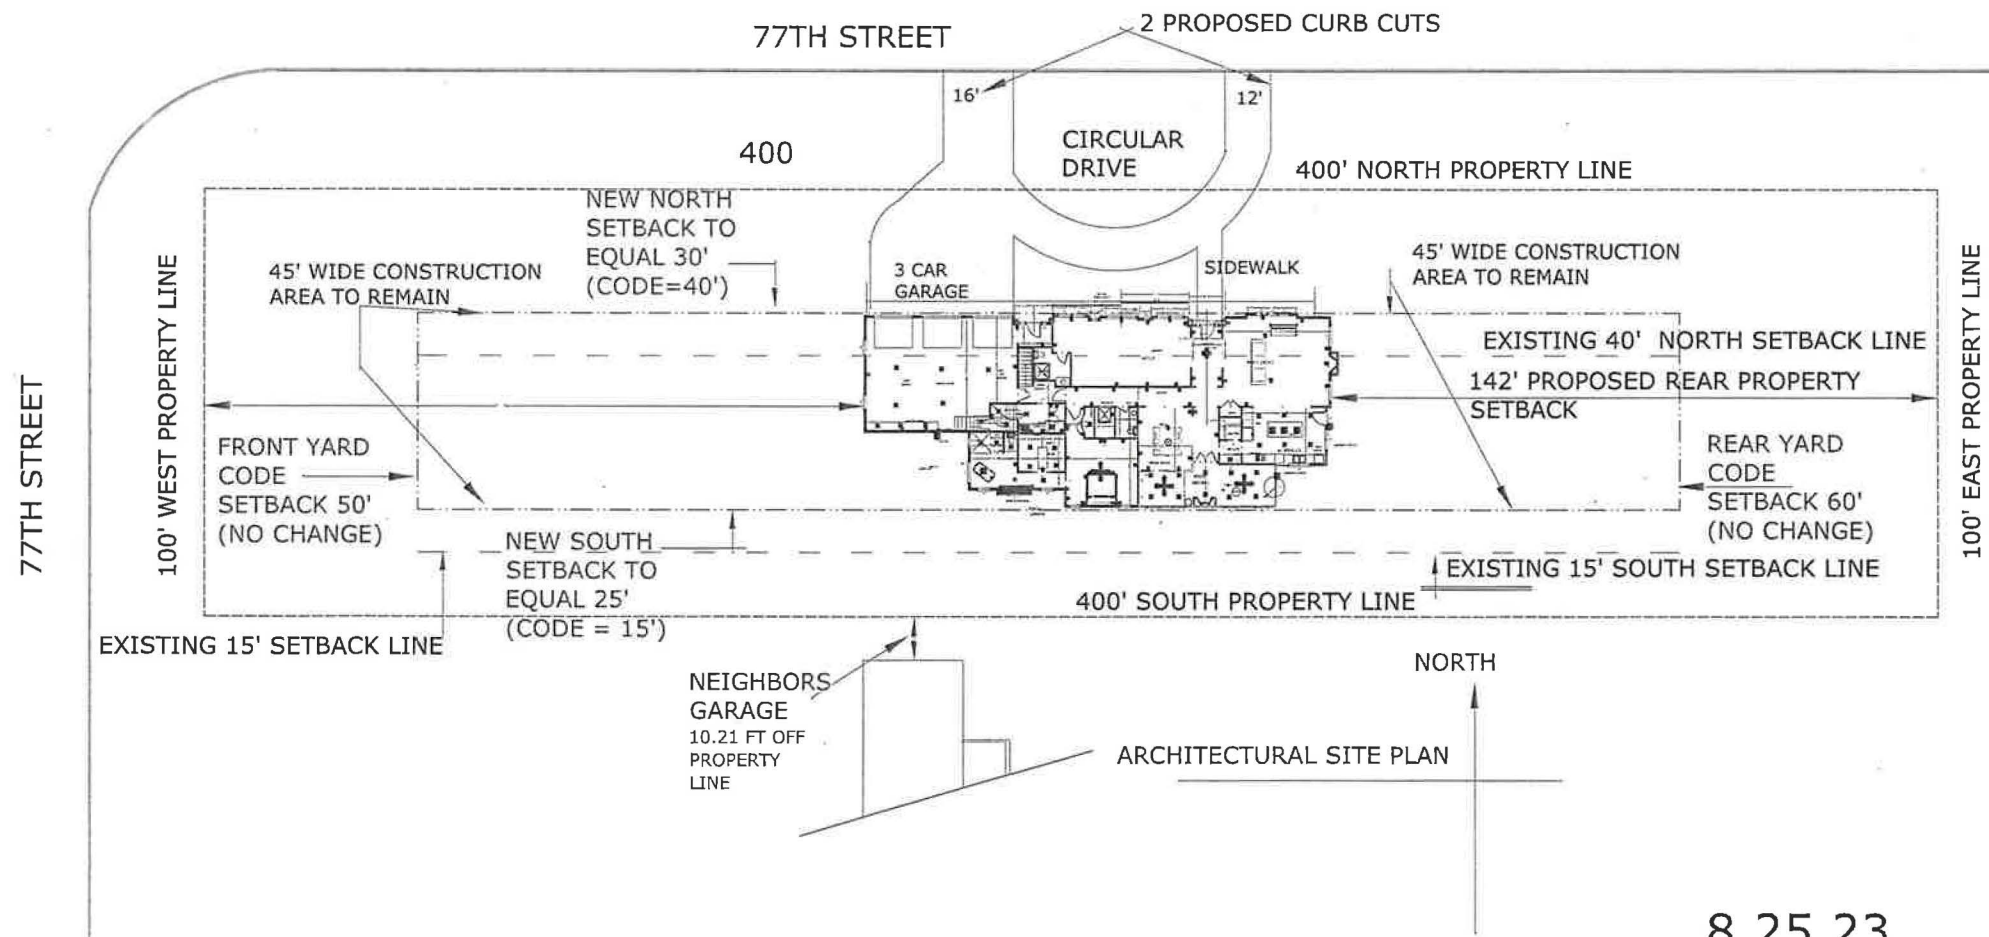 77TH STREET
2 PROPOSED CURB CUTS
16'
12'
CIRCULAR
DRIVE
400
400' NORTH PROPERTY LINE
NEW NORTH
SETBACK TO
EQUAL 30'
(CODE=40')
45' WIDE CONSTRUCTION
AREA TO REMAIN
3 CAR
GARAGE
SIDEWALK
45' WIDE CONSTRUCTION
AREA TO REMAIN
EXISTING 40' NORTH SETBACK LINE
142' PROPOSED REAR PROPERTY
SETBACK
77TH STREET
100' WEST PROPERTY LINE
100' EAST PROPERTY LINE
FRONT YARD
CODE
SETBACK 50'
(NO CHANGE)
REAR YARD
CODE
SETBACK 60'
(NO CHANGE)
NEW SOUTH
SETBACK TO
EQUAL 25'
(CODE = 15')
EXISTING 15' SOUTH SETBACK LINE
400' SOUTH PROPERTY LINE
EXISTING 15' SETBACK LINE
NEIGHBORS
GARAGE
10.21 FT OFF
PROPERTY
LINE
NORTH
ARCHITECTURAL SITE PLAN
8.25.23